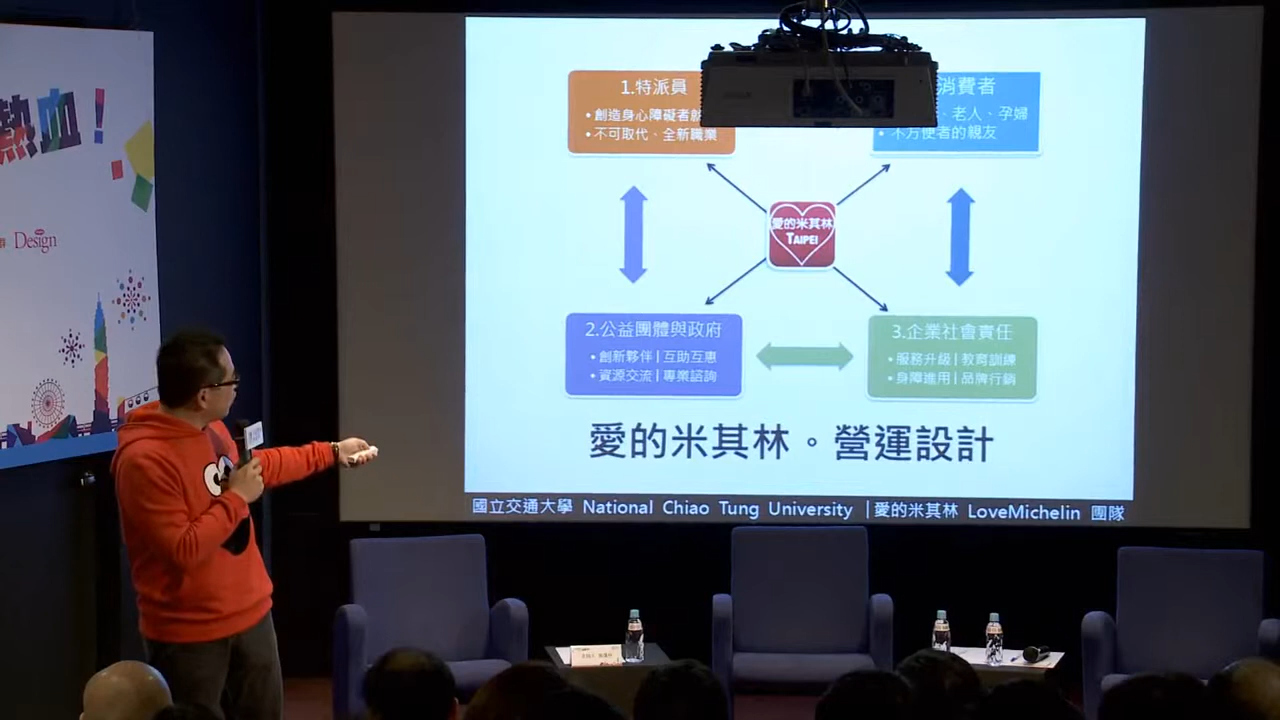 熱血!
Design
1.特派員
• 創造身心障礙者
• 不可取代、全新職業
消費者
、老人、孕婦
• 不方便者的親友
愛的米其林
TAIPEI
2.公益團體與政府
• 創新夥伴 | 互助互惠
• 資源交流 | 專業諮詢
3.企業社會責任
• 服務升級 | 教育訓練
• 身障進用 | 品牌行銷
愛的米其林。營運設計
國立交通大學 National Chiao Tung University | 愛的米其林 LoveMichelin 團隊